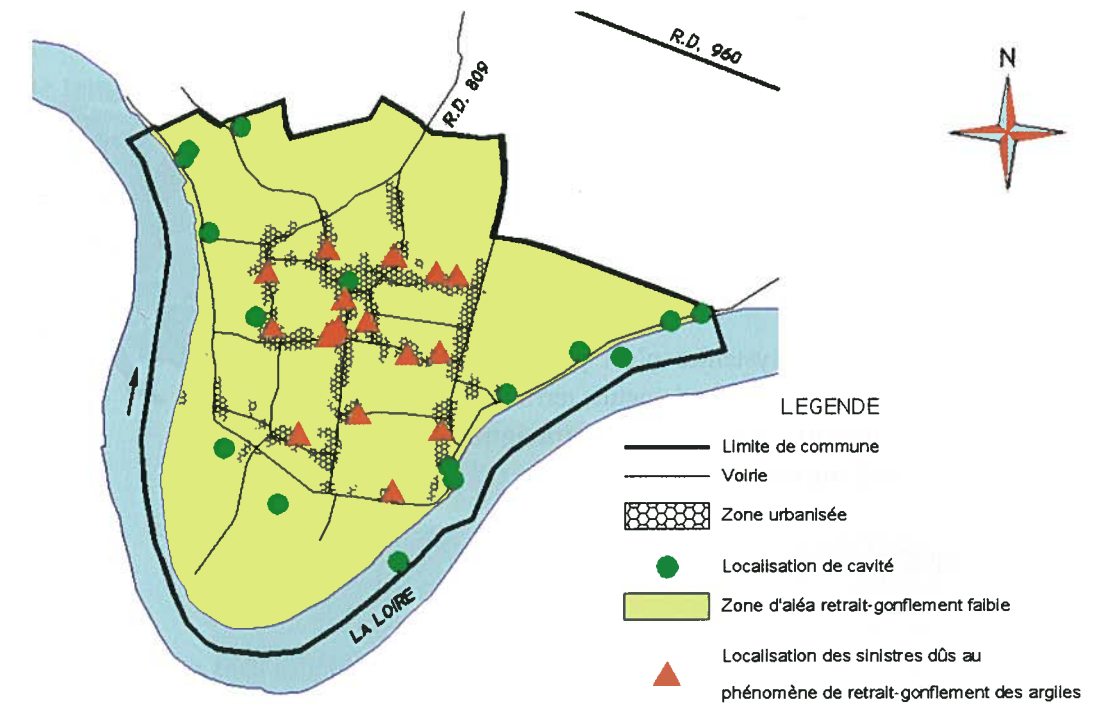 R.D. 960
R.D. 809
N
LA LOIRE
LEGENDE
Limite de commune
Voirie
Zone urbanisée
Localisation de cavité
Zone d'aléa retrait-gonflement faible
Localisation des sinistres dûs au
phénomène de retrait-gonflement des argiles